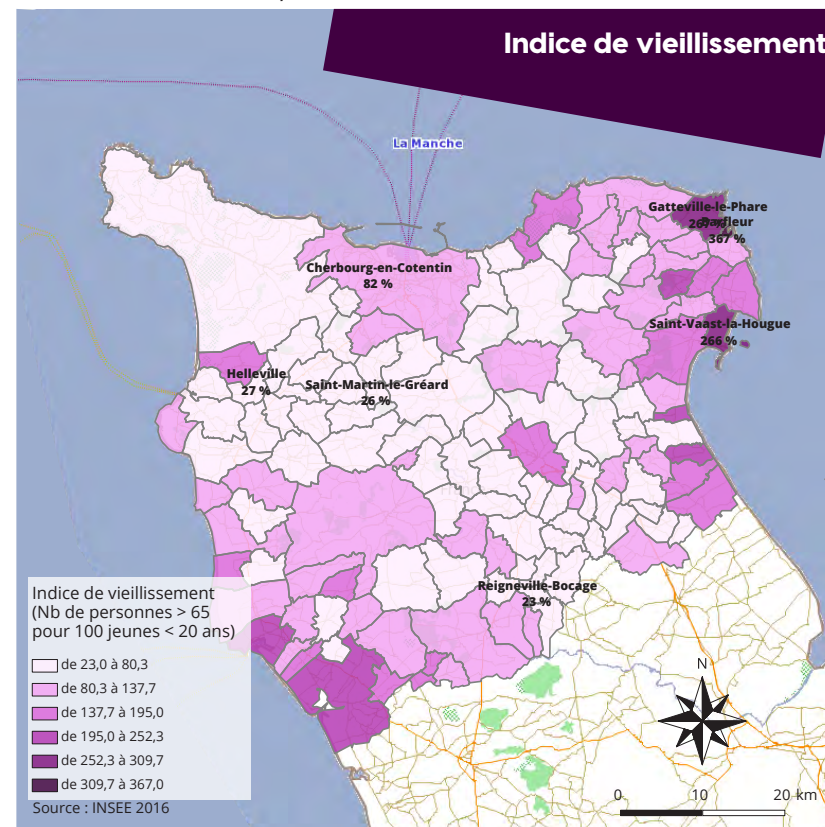 Indice de vieillissement
La Manche
Gatteville-le-Phare
Barfleur
367 %
Cherbourg-en-Cotentin
82 %
Saint-Vaast-la-Hougue
266 %
Helleville
27 %
Saint-Martin-le-Gréard
26 %
Reigneville-Bocage
23 %
Indice de vieillissement
(Nb de personnes > 65
pour 100 jeunes < 20 ans)
de 23,0 à 80,3
de 80,3 à 137,7
de 137,7 à 195,0
de 195,0 à 252,3
de 252,3 à 309,7
de 309,7 à 367,0
Source : INSEE 2016
N
0 10 20 km